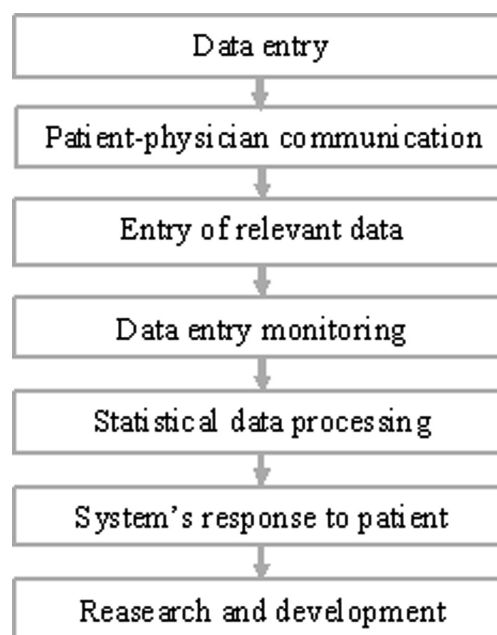 Data entry
Patient-physician communication
Entry of relevant data
Data entry monitoring
Statistical data processing
System's response to patient
Reasearch and development